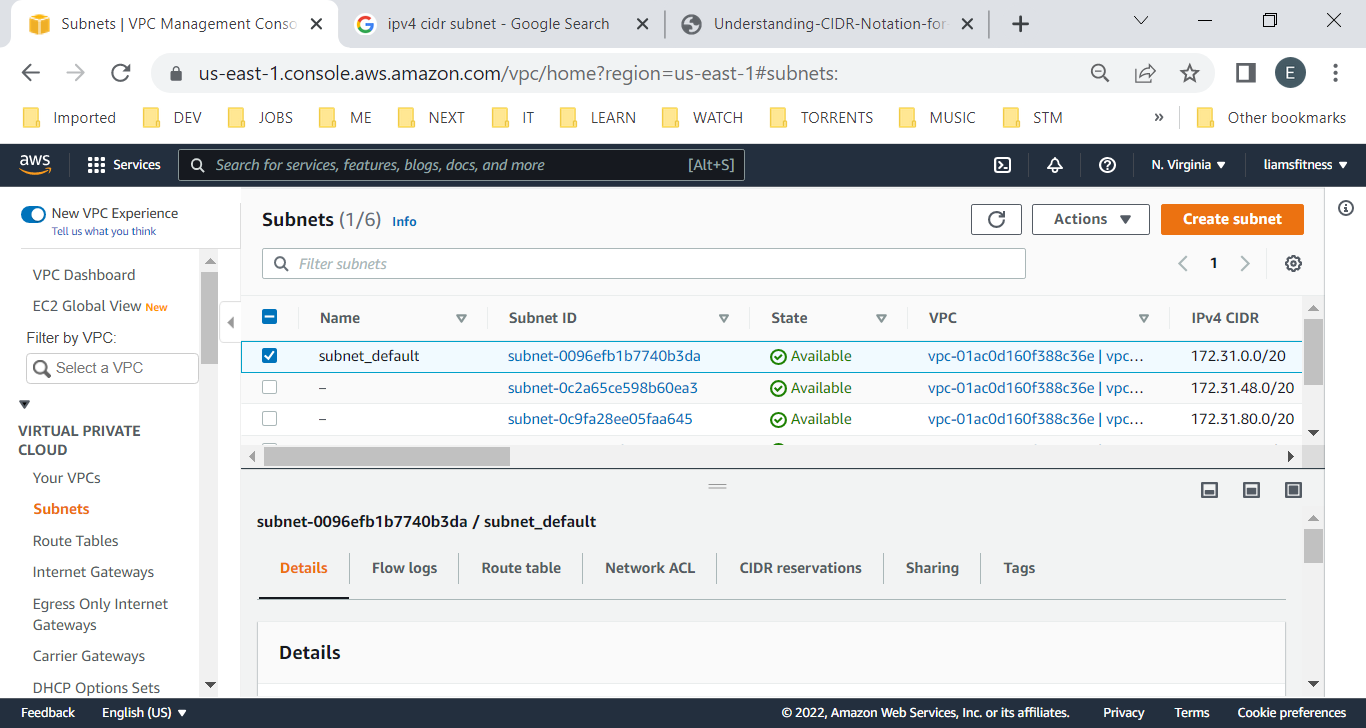 Subnets | VPC Management Conso
ipv4 cidr subnet - Google Search
Understanding-CIDR-Notation-for-
us-east-1.console.aws.amazon.com/vpc/home?region=us-east-1#subnets:
E
Imported DEV JOBS ME NEXT IT LEARN WATCH TORRENTS MUSIC STM » Other bookmarks
aws Services Search for services, features, blogs, docs, and more [Alt+S] N. Virginia liamsfitness
New VPC Experience
Tell us what you think
VPC Dashboard
EC2 Global View New
Filter by VPC:
Select a VPC
VIRTUAL PRIVATE
CLOUD
Your VPCs
Subnets
Route Tables
Internet Gateways
Egress Only Internet
Gateways
Carrier Gateways
DHCP Options Sets
Subnets (1/6) Info
Actions
Create subnet
Filter subnets
1
Name Subnet ID State VPC IPv4 CIDR
subnet_default subnet-0096efb1b7740b3da Available vpc-01ac0d160f388c36e | vpc... 172.31.0.0/20
– subnet-0c2a65ce598b60ea3 Available vpc-01ac0d160f388c36e | vpc... 172.31.48.0/20
– subnet-0c9fa28ee05faa645 Available vpc-01ac0d160f388c36e | vpc... 172.31.80.0/20
subnet-0096efb1b7740b3da / subnet_default
Details Flow logs Route table Network ACL CIDR reservations Sharing Tags
Details
Feedback English (US) © 2022, Amazon Web Services, Inc. or its affiliates. Privacy Terms Cookie preferences